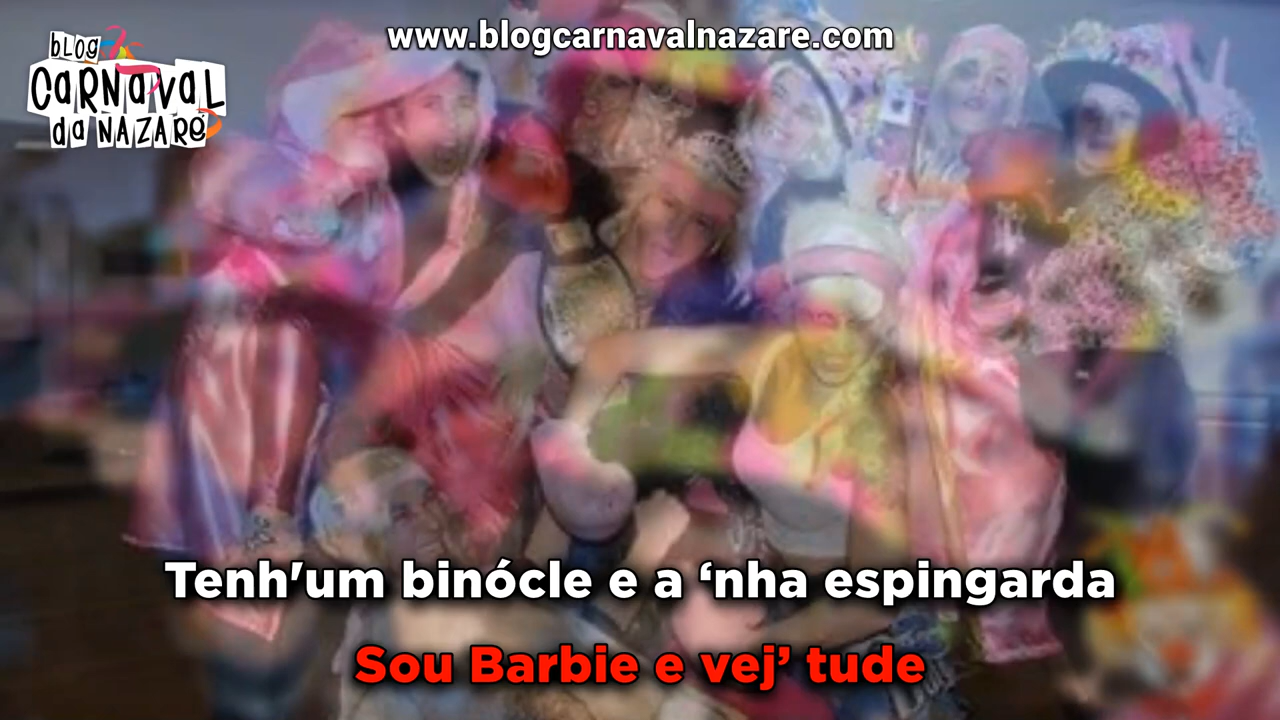 www.blogcarnavalnazare.com
blog
CARNAVAL
da NAZARÉ
Tenh'um binócle e a ‘nha espingarda
Sou Barbie e vej’ tude